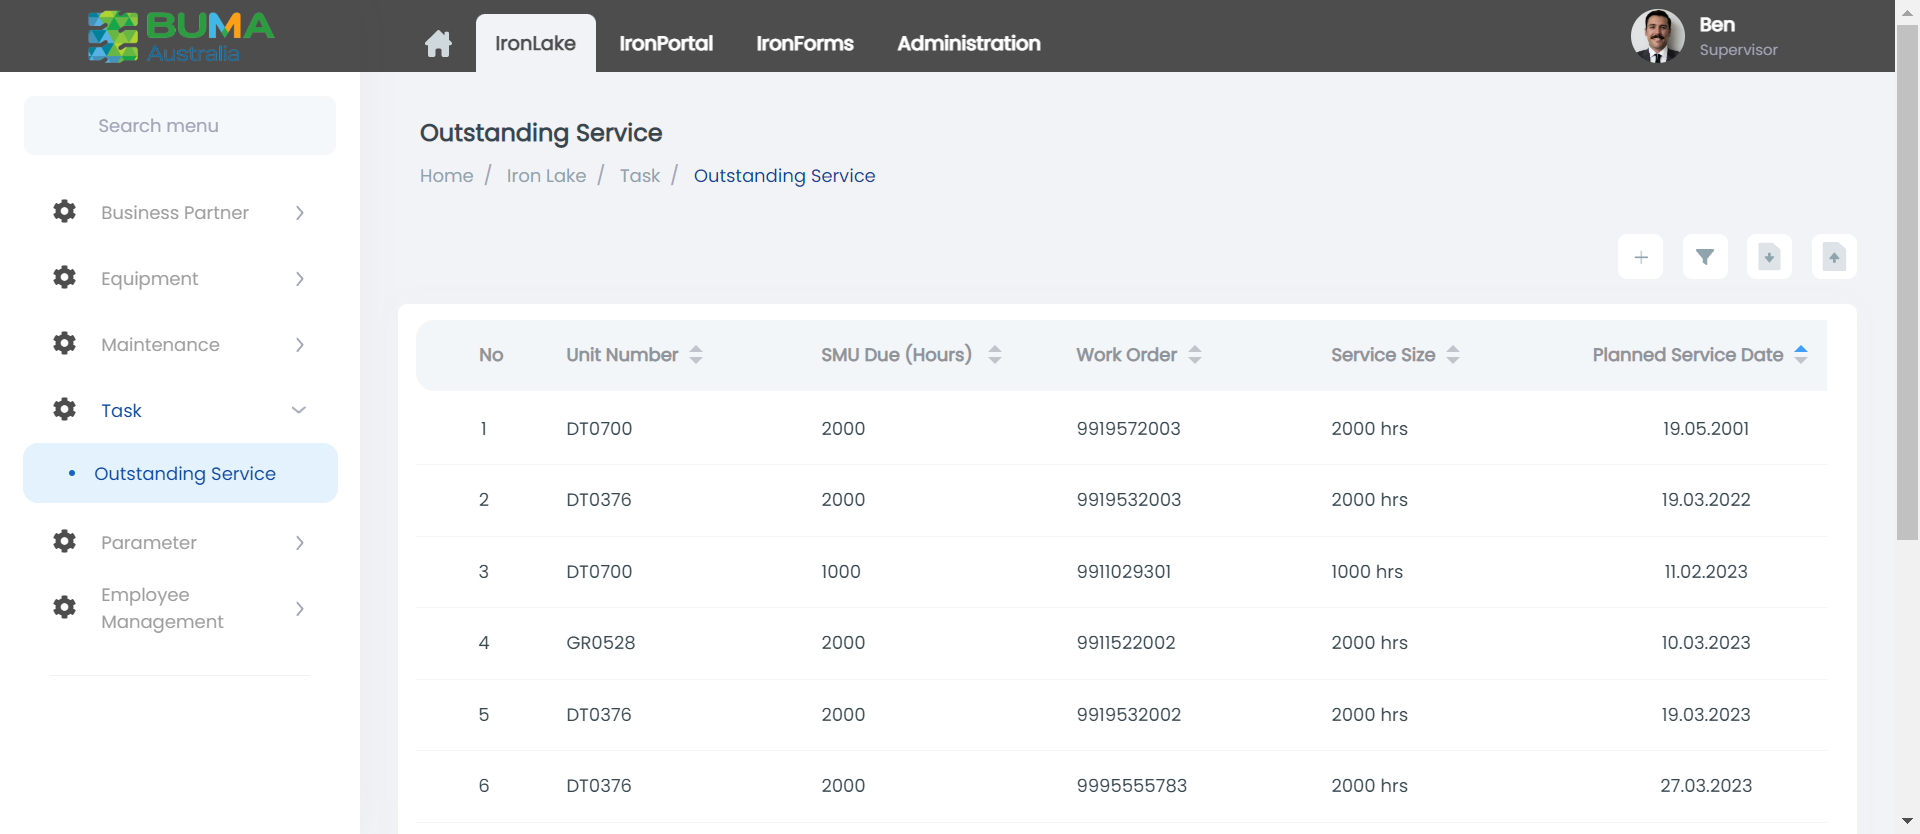 BUMA
Australia
IronLake
IronPortal
IronForms
Administration
Ben
Supervisor
Search menu
Business Partner
Equipment
Maintenance
Task
• Outstanding Service
Parameter
Employee
Management
Outstanding Service
Home / Iron Lake / Task / Outstanding Service
No Unit Number SMU Due (Hours) Work Order Service Size Planned Service Date
1 DT0700 2000 9919572003 2000 hrs 19.05.2001
2 DT0376 2000 9919532003 2000 hrs 19.03.2022
3 DT0700 1000 9911029301 1000 hrs 11.02.2023
4 GR0528 2000 9911522002 2000 hrs 10.03.2023
5 DT0376 2000 9919532002 2000 hrs 19.03.2023
6 DT0376 2000 9995555783 2000 hrs 27.03.2023